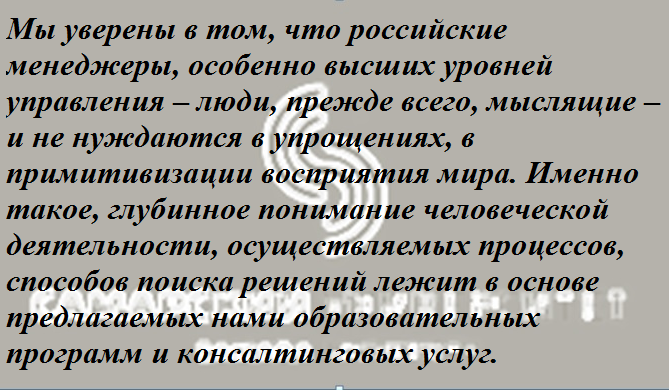 Мы уверены в том, что российские
менеджеры, особенно высших уровней
управления – люди, прежде всего, мыслящие –
и не нуждаются в упрощениях, в
примитивизации восприятия мира. Именно
такое, глубинное понимание человеческой
деятельности, осуществляемых процессов,
способов поиска решений лежит в основе
предлагаемых нами образовательных
программ и консалтинговых услуг.